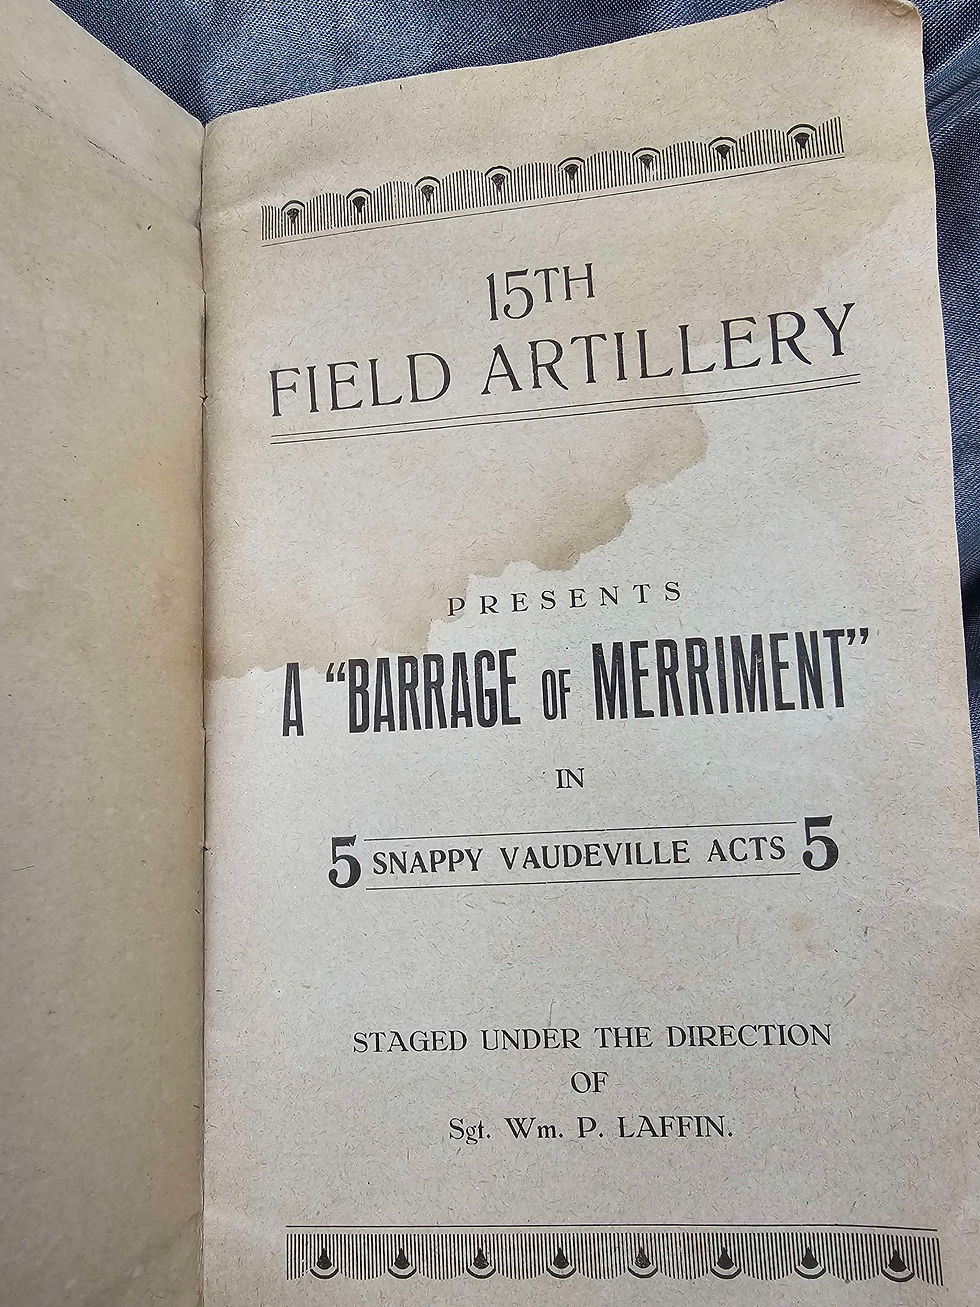 15TH
FIELD ARTILLERY
PRESENTS
A "BARRAGE OF MERRIMENT"
IN
5 SNAPPY VAUDEVILLE ACTS 5
STAGED UNDER THE DIRECTION
OF
Sgt. Wm. P. LAFFIN.